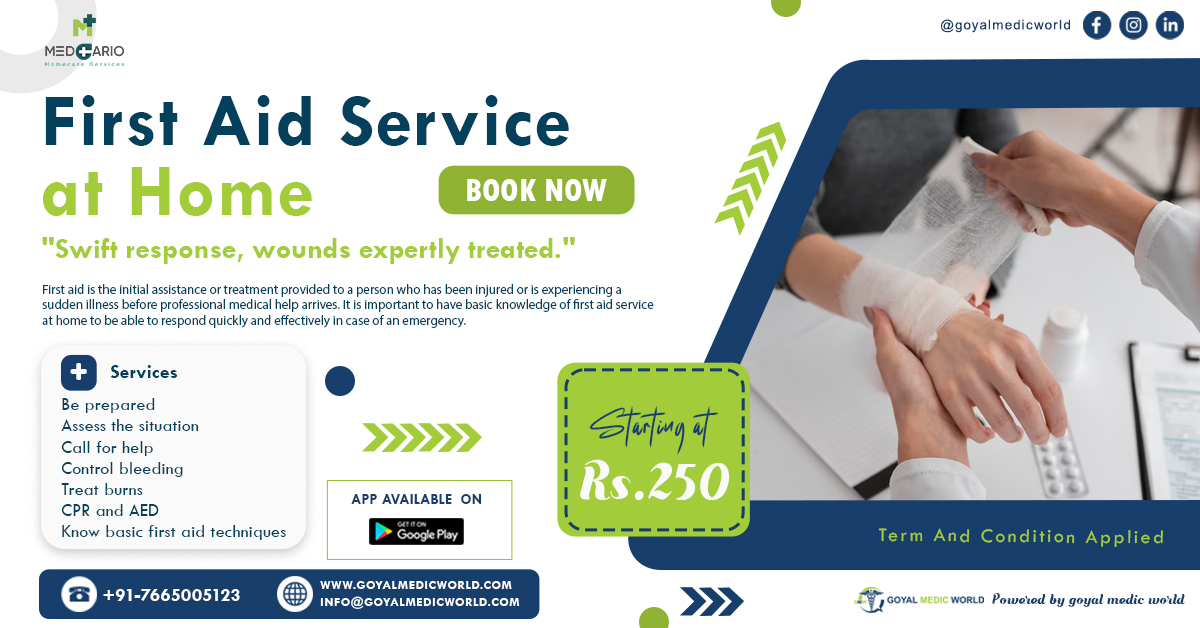 @goyalmedicworld
MEDCARIO
Homecare Services
First Aid Service
at Home
BOOK NOW
"Swift response, wounds expertly treated."
First aid is the initial assistance or treatment provided to a person who has been injured or is experiencing a
sudden illness before professional medical help arrives. It is important to have basic knowledge of first aid service
at home to be able to respond quickly and effectively in case of an emergency.
Services
Be prepared
Assess the situation
Call for help
Control bleeding
Treat burns
CPR and AED
Know basic first aid techniques
APP AVAILABLE ON
GET IT ON
Google Play
Starting at
Rs.250
Term And Condition Applied
+91-7665005123
WWW.GOYALMEDICWORLD.COM
INFO@GOYALMEDICWORLD.COM
GOYAL MEDIC WORLD
Powered by goyal medic world